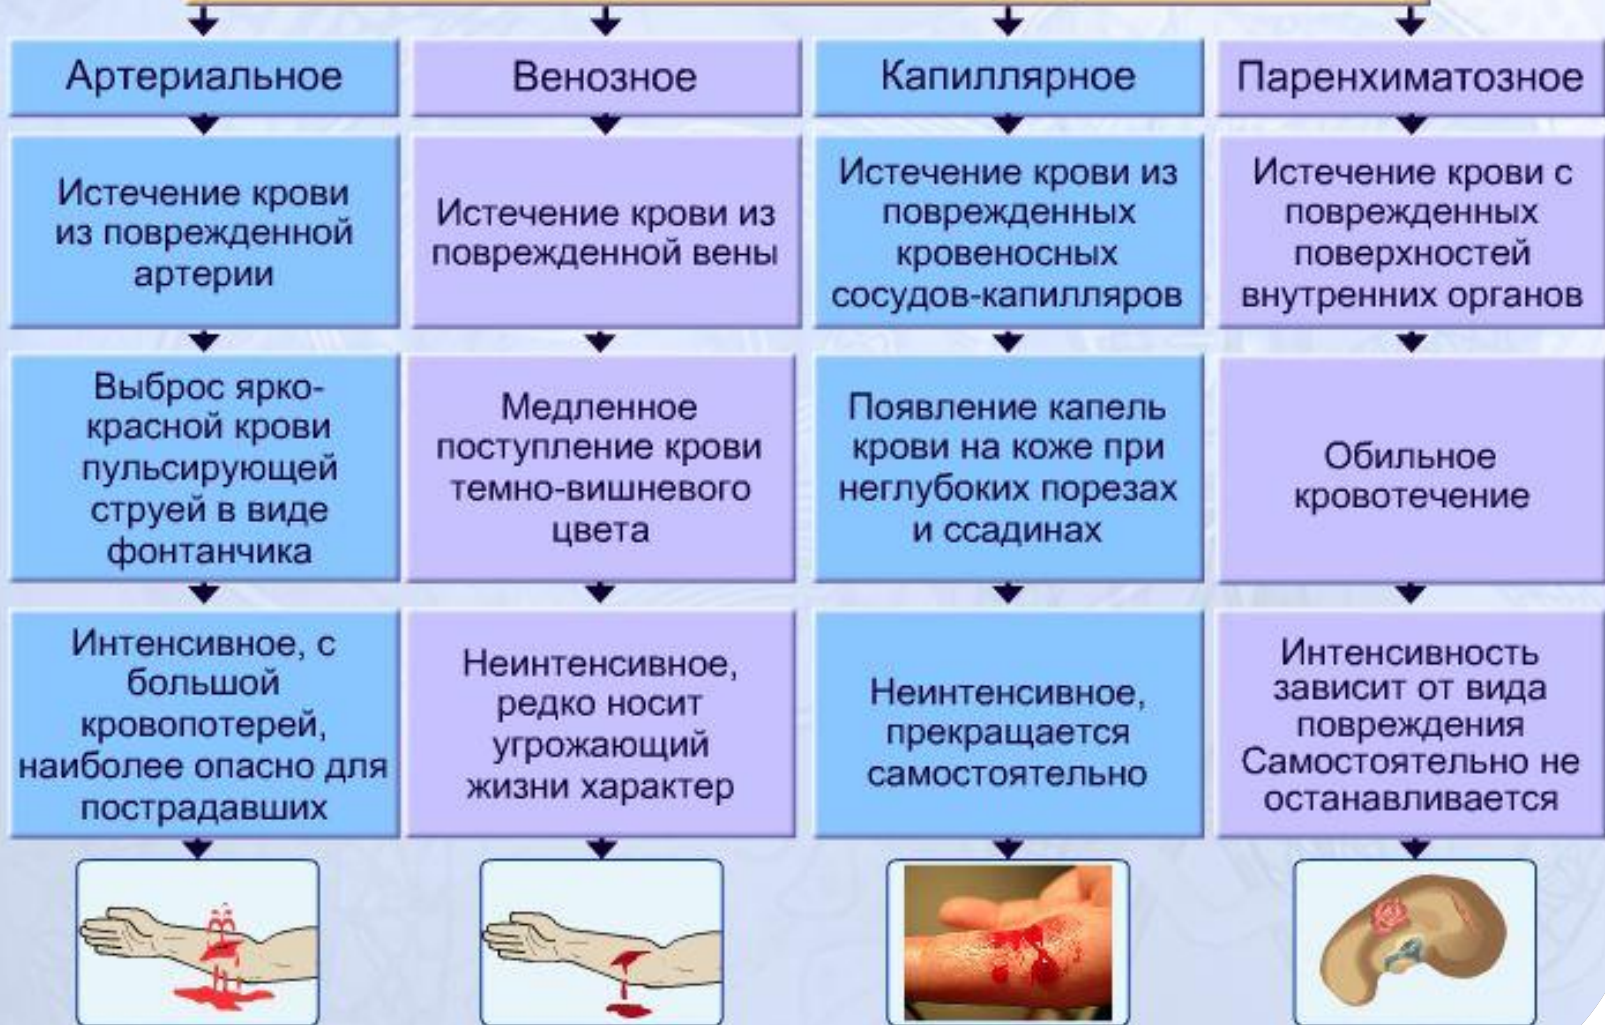 Артериальное
Венозное
Капиллярное
Паренхиматозное
Истечение крови
из поврежденной
артерии
Истечение крови из
поврежденной вены
Истечение крови из
поврежденных
кровеносных
сосудов-капилляров
Истечение крови с
поврежденных
поверхностей
внутренних органов
Выброс ярко-
красной крови
пульсирующей
струей в виде
фонтанчика
Медленное
поступление крови
темно-вишневого
цвета
Появление капель
крови на коже при
неглубоких порезах
и ссадинах
Обильное
кровотечение
Интенсивное, с
большой
кровопотерей,
наиболее опасно для
пострадавших
Неинтенсивное,
редко носит
угрожающий
жизни характер
Неинтенсивное,
прекращается
самостоятельно
Интенсивность
зависит от вида
повреждения
Самостоятельно не
останавливается